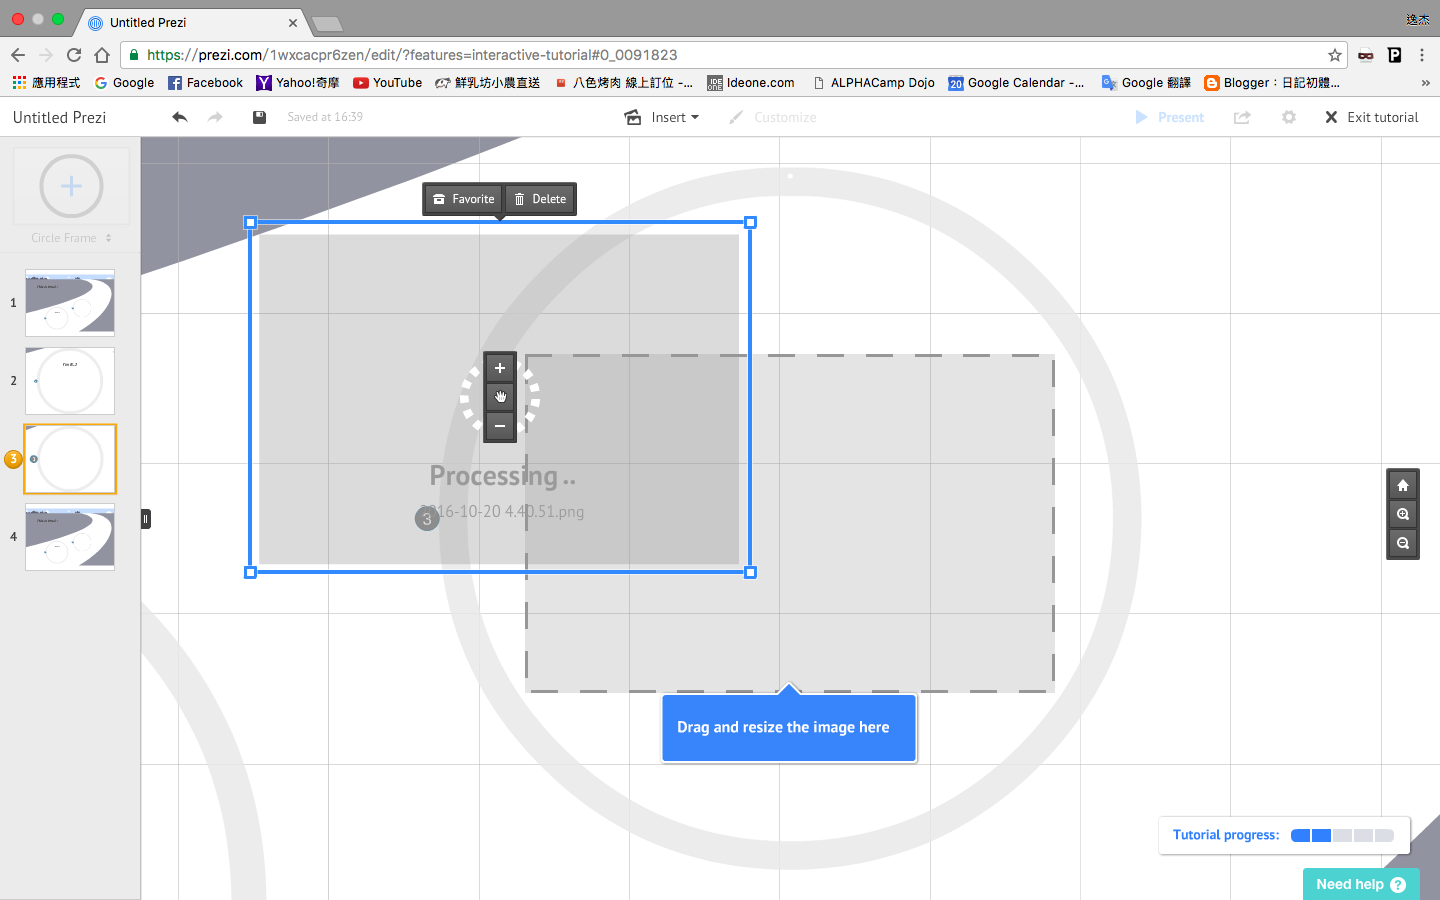 Untitled Prezi
逸杰
https://prezi.com/1wxcacpr6zen/edit/?features=interactive-tutorial#0_0091823
應用程式 Google Facebook Yahoo!奇摩 YouTube 鮮乳坊小農直送 八色烤肉 線上訂位 -... Ideone.com ALPHACamp Dojo Google Calendar -... Google 翻譯 Blogger：日記初體... »
Untitled Prezi Saved at 16:39 Insert Customize Present Exit tutorial
Circle Frame
Favorite Delete
1
2
3
4
Processing ..
16-10-20 4.40.51.png
3
Drag and resize the image here
Tutorial progress:
Need help ?